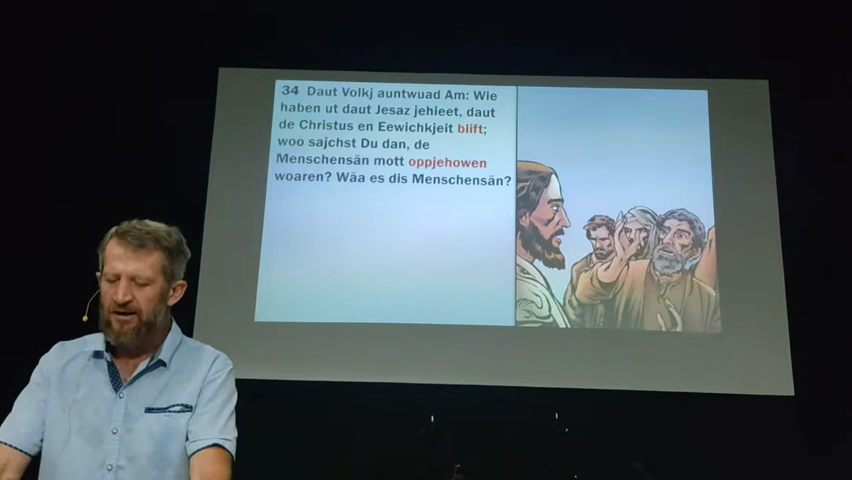 34 Daut Volkj auntwuad Am: Wie
haben ut daut Jesaz jehieet, daut
de Christus en Eewichkjeit blift;
woo sajchst Du dan, de
Menschensän mott oppjehowen
woaren? Wäa es dis Menschensän?